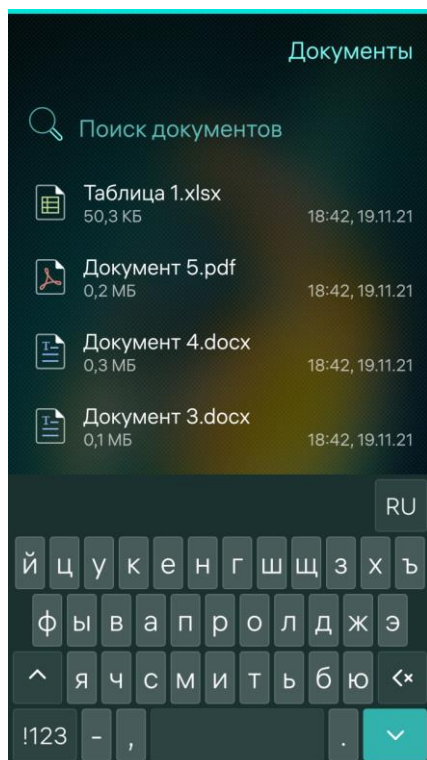 Документы
Поиск документов
Таблица 1.xlsx
50,3 КБ 18:42, 19.11.21
Документ 5.pdf
0,2 МБ 18:42, 19.11.21
Документ 4.docx
0,3 МБ 18:42, 19.11.21
Документ 3.docx
0,1 МБ 18:42, 19.11.21
RU
й ц у к е н г ш щ з х ъ
ф ы в а п р о л д ж э
я ч с м и т ь б ю
!123 - , .